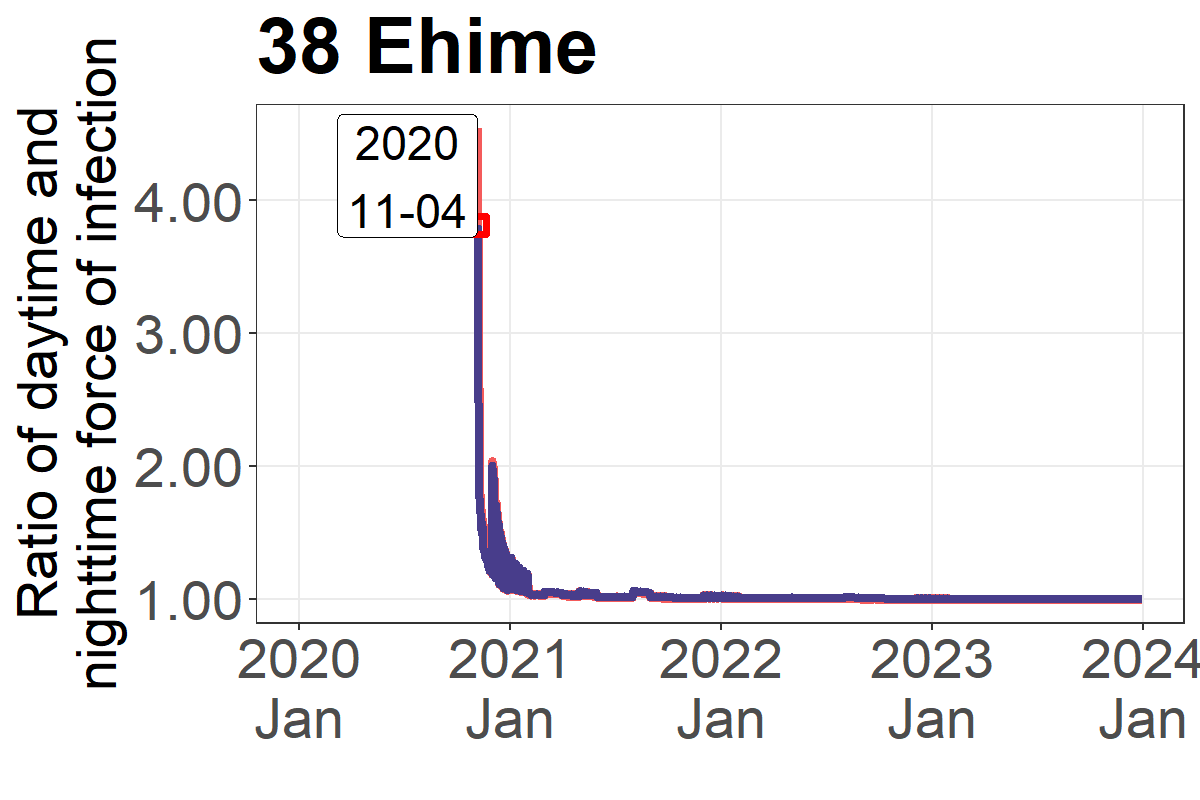 38 Ehime
Ratio of daytime and
nighttime force of infection
4.00
3.00
2.00
1.00
2020
11-04
2020
Jan
2021
Jan
2022
Jan
2023
Jan
2024
Jan